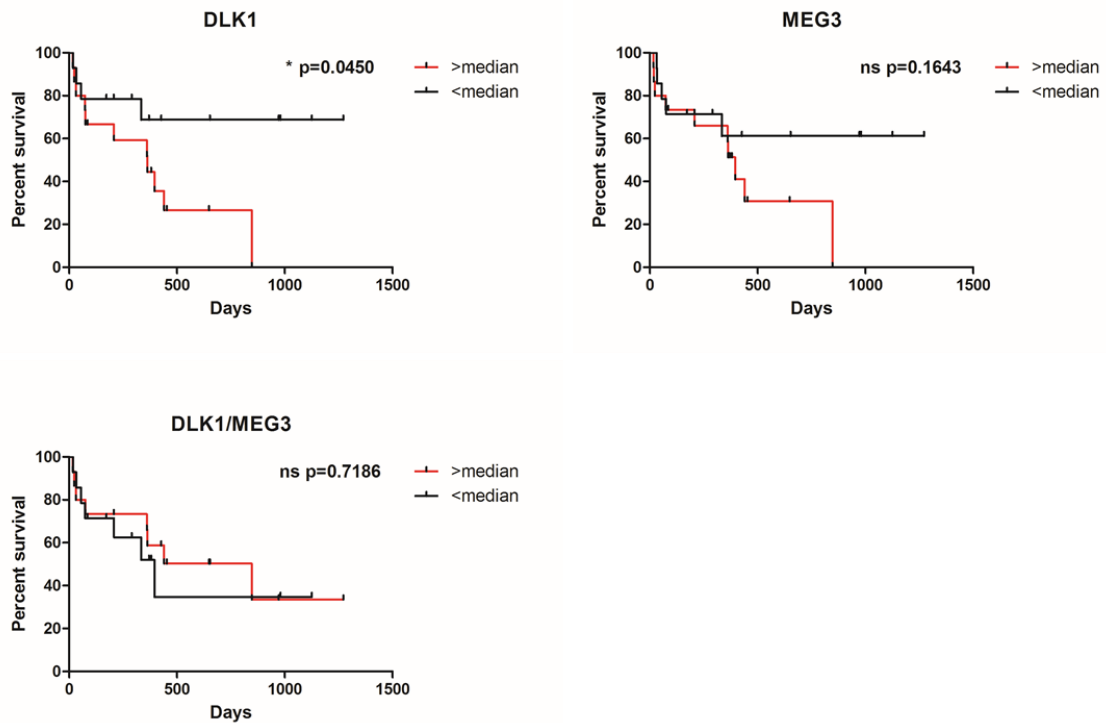 DLK1
* p=0.0450
>median
<median
Percent survival
100
80
60
40
20
0
0 500 1000 1500
Days
MEG3
ns p=0.1643
>median
<median
Percent survival
100
80
60
40
20
0
0 500 1000 1500
Days
DLK1/MEG3
ns p=0.7186
>median
<median
Percent survival
100
80
60
40
20
0
0 500 1000 1500
Days